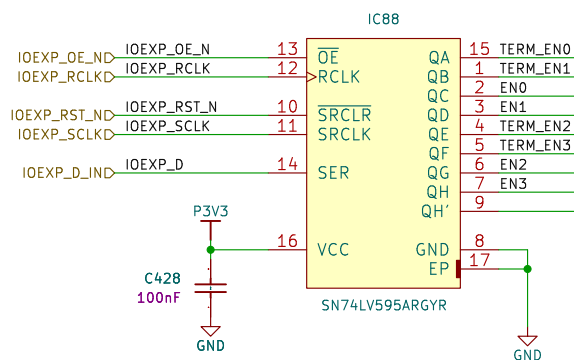 IC88
IOEXP_OE_N IOEXP_OE_N 13 OE QA 15 TERM_EN0
IOEXP_RCLK IOEXP_RCLK 12 RCLK QB 1 TERM_EN1
QC 2 EN0
IOEXP_RST_N IOEXP_RST_N 10 SRCLR QD 3 EN1
IOEXP_SCLK IOEXP_SCLK 11 SRCLK QE 4 TERM_EN2
QF 5 TERM_EN3
IOEXP_D_IN IOEXP_D 14 SER QG 6 EN2
QH 7 EN3
QH' 9
P3V3
16 VCC GND 8
EP 17
C428
100nF
SN74LV595ARGYR
GND
GND